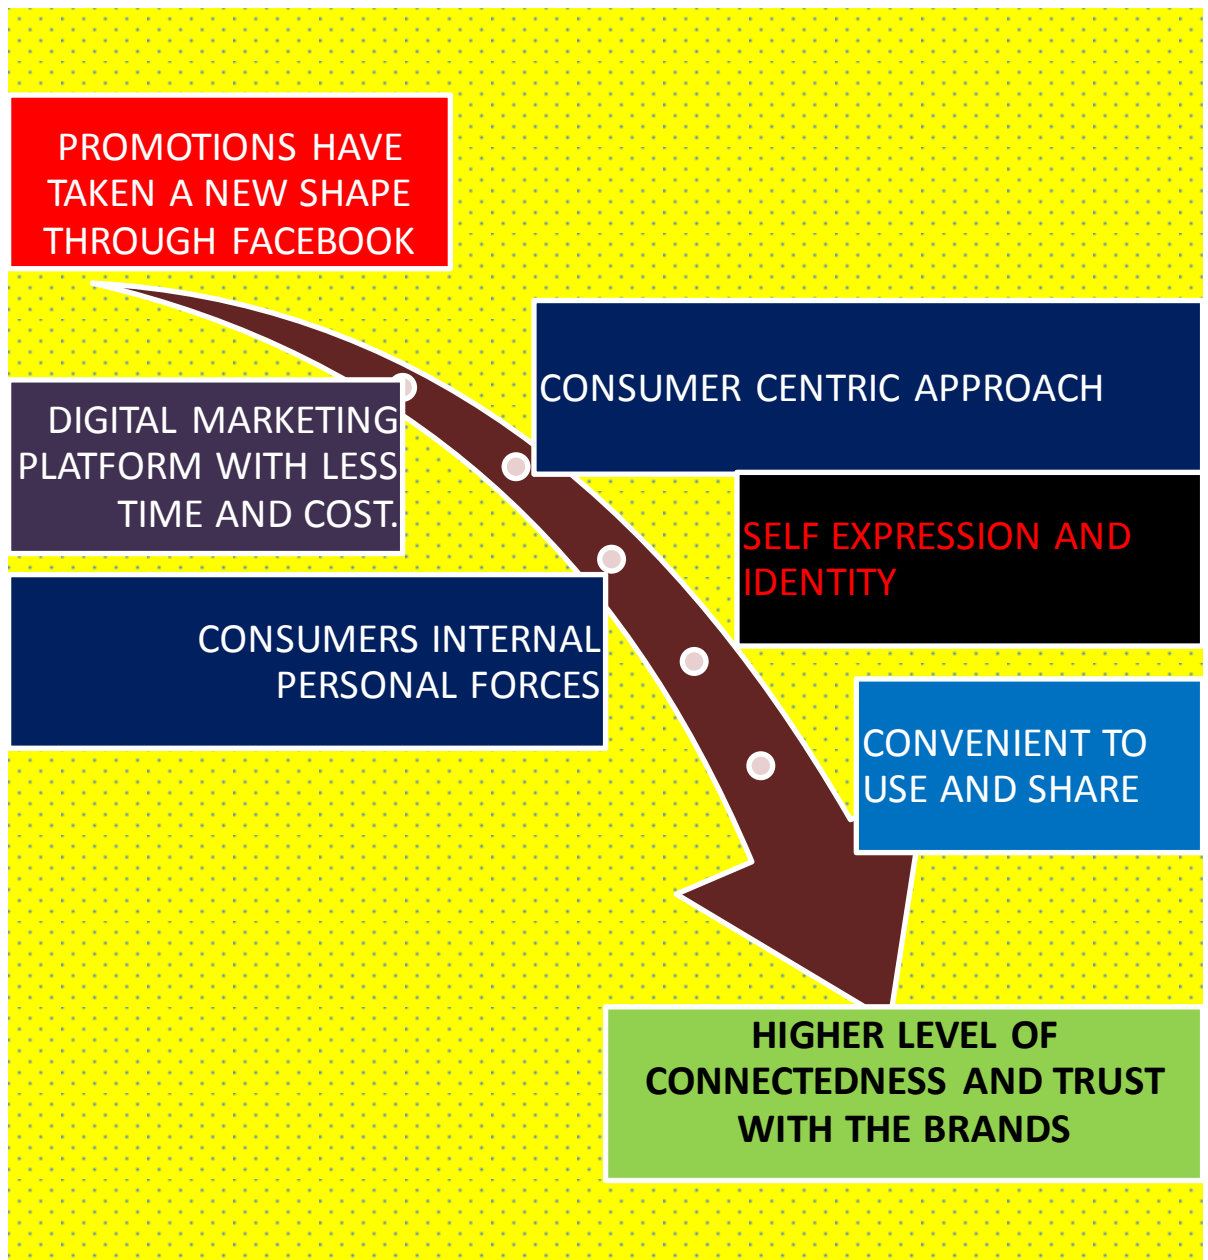 PROMOTIONS HAVE
TAKEN A NEW SHAPE
THROUGH FACEBOOK
DIGITAL MARKETING
PLATFORM WITH LESS
TIME AND COST.
CONSUMER CENTRIC APPROACH
CONSUMERS INTERNAL
PERSONAL FORCES
SELF EXPRESSION AND
IDENTITY
CONVENIENT TO
USE AND SHARE
HIGHER LEVEL OF
CONNECTEDNESS AND TRUST
WITH THE BRANDS